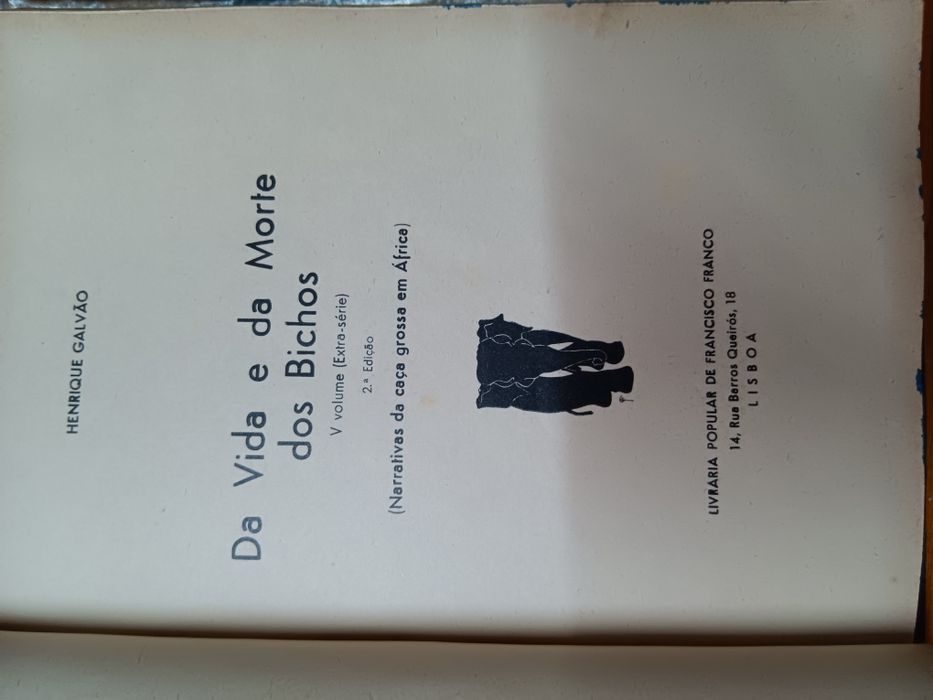 HENRIQUE GALVÃO
Da Vida e da Morte
dos Bichos
V volume (Extra-série)
2.ª Edição
(Narrativas da caça grossa em África)
LIVRARIA POPULAR DE FRANCISCO FRANCO
14, Rua Barros Queirós, 18
LISBOA